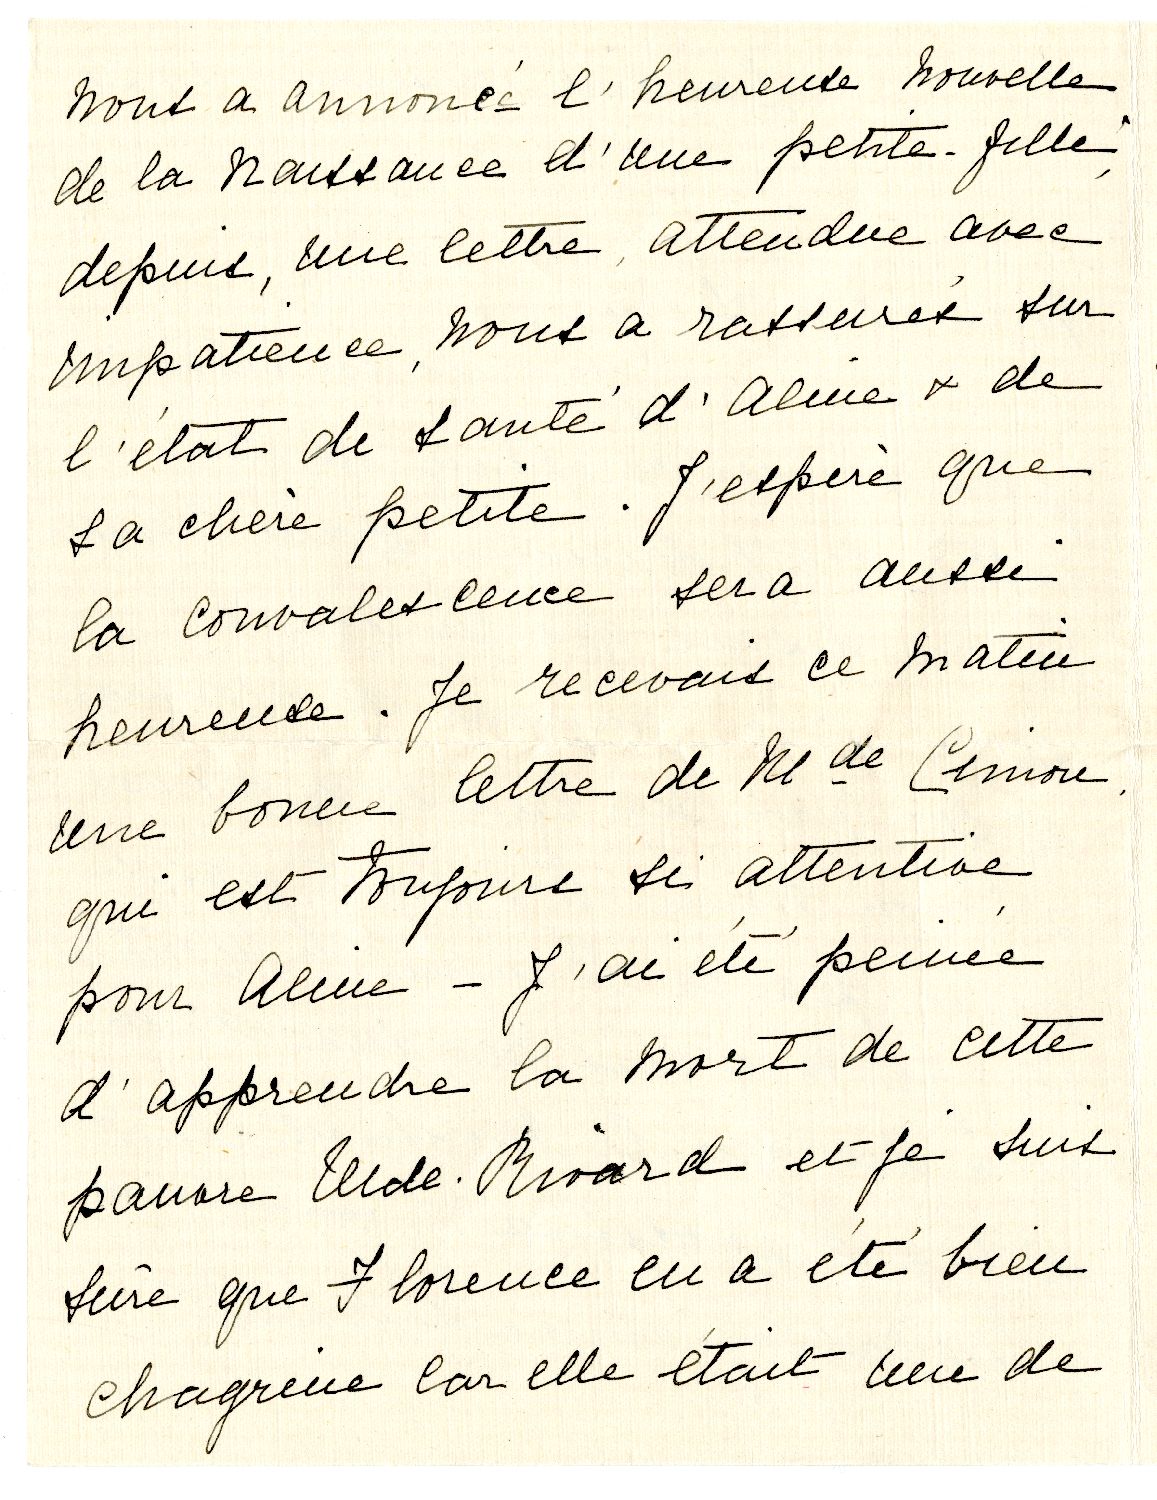 nous a annoncé l'heureuse nouvelle
de la naissance d'une petite-fille;
depuis, une lettre, attendue avec
impatience, nous a rassurés sur
l'état de santé d'Aline & de
sa chère petite. J'espère que
la convalescence sera aussi
heureuse. Je recevais ce matin
une bonne lettre de Mde Cimon
qui est toujours si attentive
pour Aline - J'ai été peinée
d'apprendre la mort de cette
pauvre Mde. Rivard et je suis
sûre que Florence en a été bien
chagrine car elle était une de